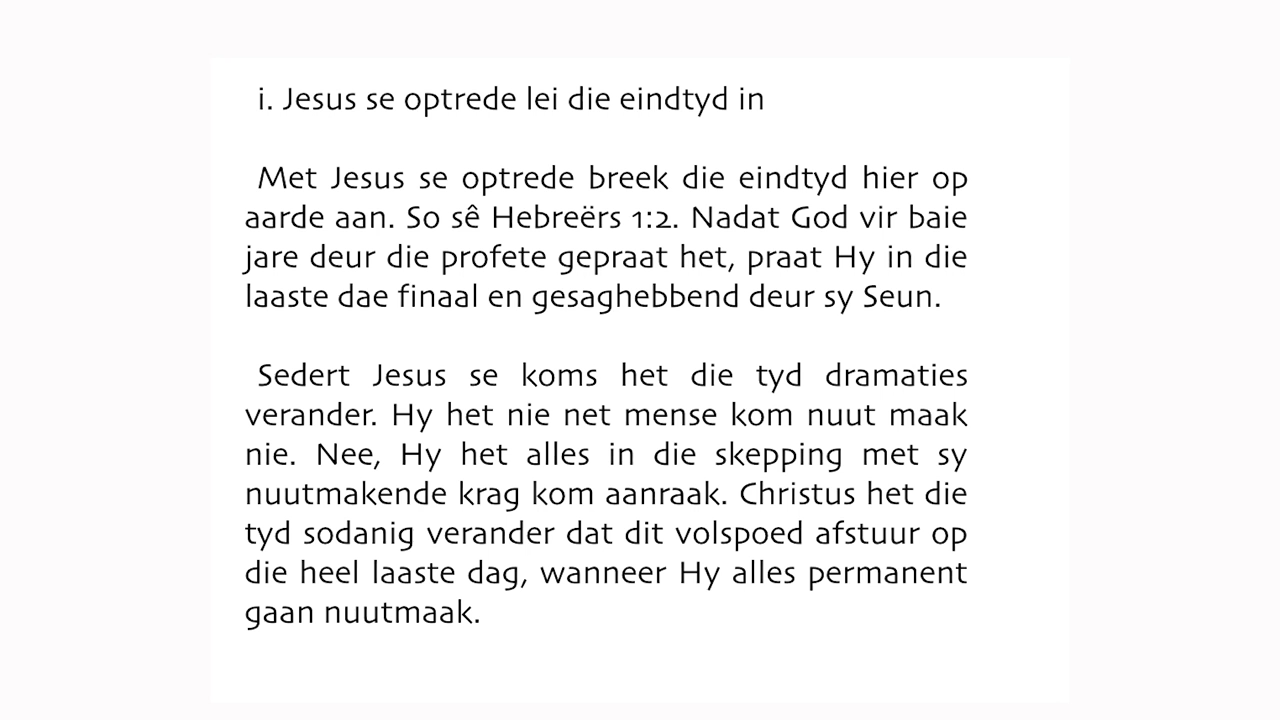 i. Jesus se optrede lei die eindtyd in
Met Jesus se optrede breek die eindtyd hier op
aarde aan. So sê Hebreërs 1:2. Nadat God vir baie
jare deur die profete gepraat het, praat Hy in die
laaste dae finaal en gesaghebbend deur sy Seun.
Sedert Jesus se koms het die tyd dramaties
verander. Hy het nie net mense kom nuut maak
nie. Nee, Hy het alles in die skepping met sy
nuutmakende krag kom aanraak. Christus het die
tyd sodanig verander dat dit volspoed afstuur op
die heel laaste dag, wanneer Hy alles permanent
gaan nuutmaak.